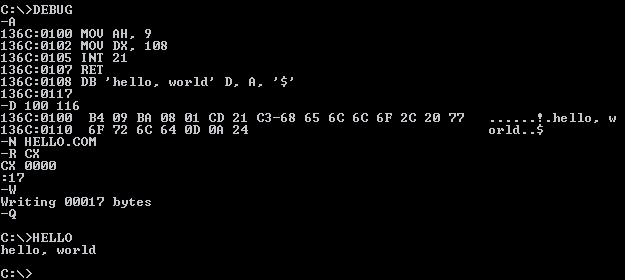 C:\>DEBUG
-A
136C:0100 MOV AH, 9
136C:0102 MOV DX, 108
136C:0105 INT 21
136C:0107 RET
136C:0108 DB 'hello, world' D, A, '$'
136C:0117
-D 100 116
136C:0100  B4 09 BA 08 01 CD 21 C3-68 65 6C 6C 6F 2C 20 77   ......!.hello, w
136C:0110  6F 72 6C 64 0D 0A 24                              orld..$
-N HELLO.COM
-R CX
CX 0000
:17
-W
Writing 00017 bytes
-Q
C:\>HELLO
hello, world
C:\>